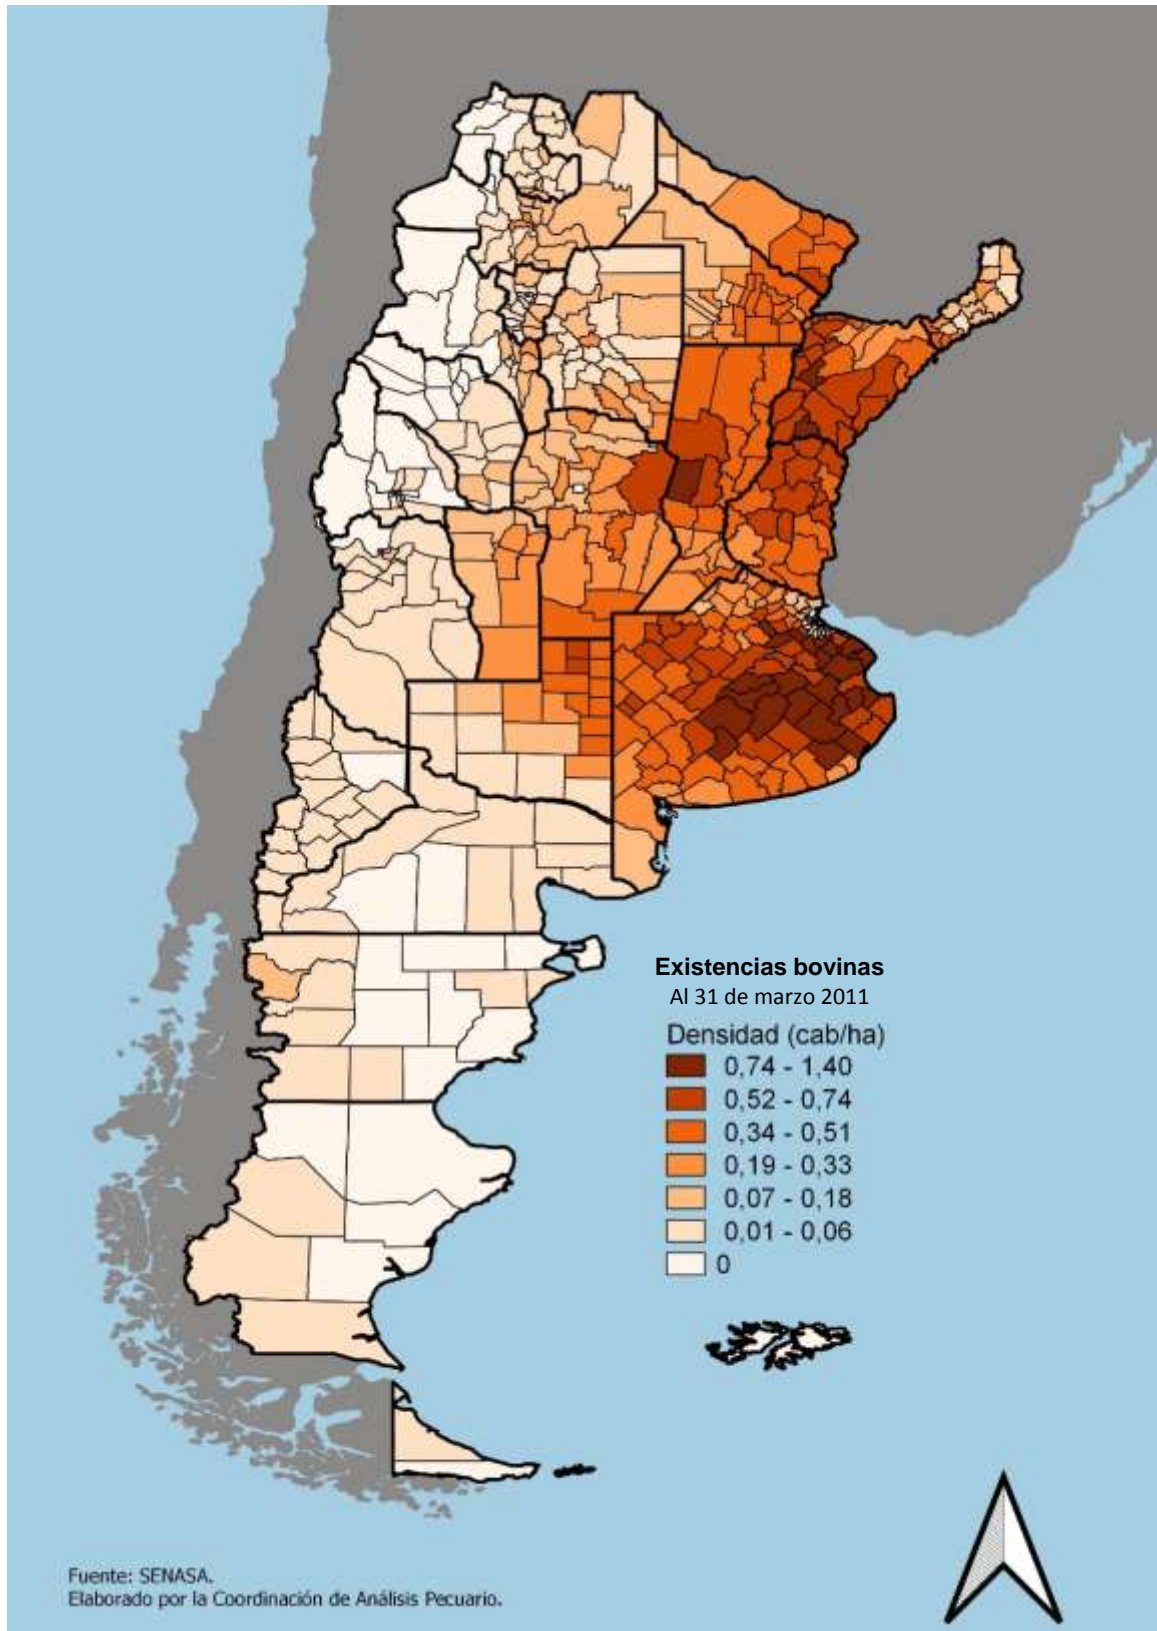 Existencias bovinas
Al 31 de marzo 2011
Densidad (cab/ha)
0,74 - 1,40
0,52 - 0,74
0,34 - 0,51
0,19 - 0,33
0,07 - 0,18
0,01 - 0,06
0
Fuente: SENASA.
Elaborado por la Coordinación de Análisis Pecuario.